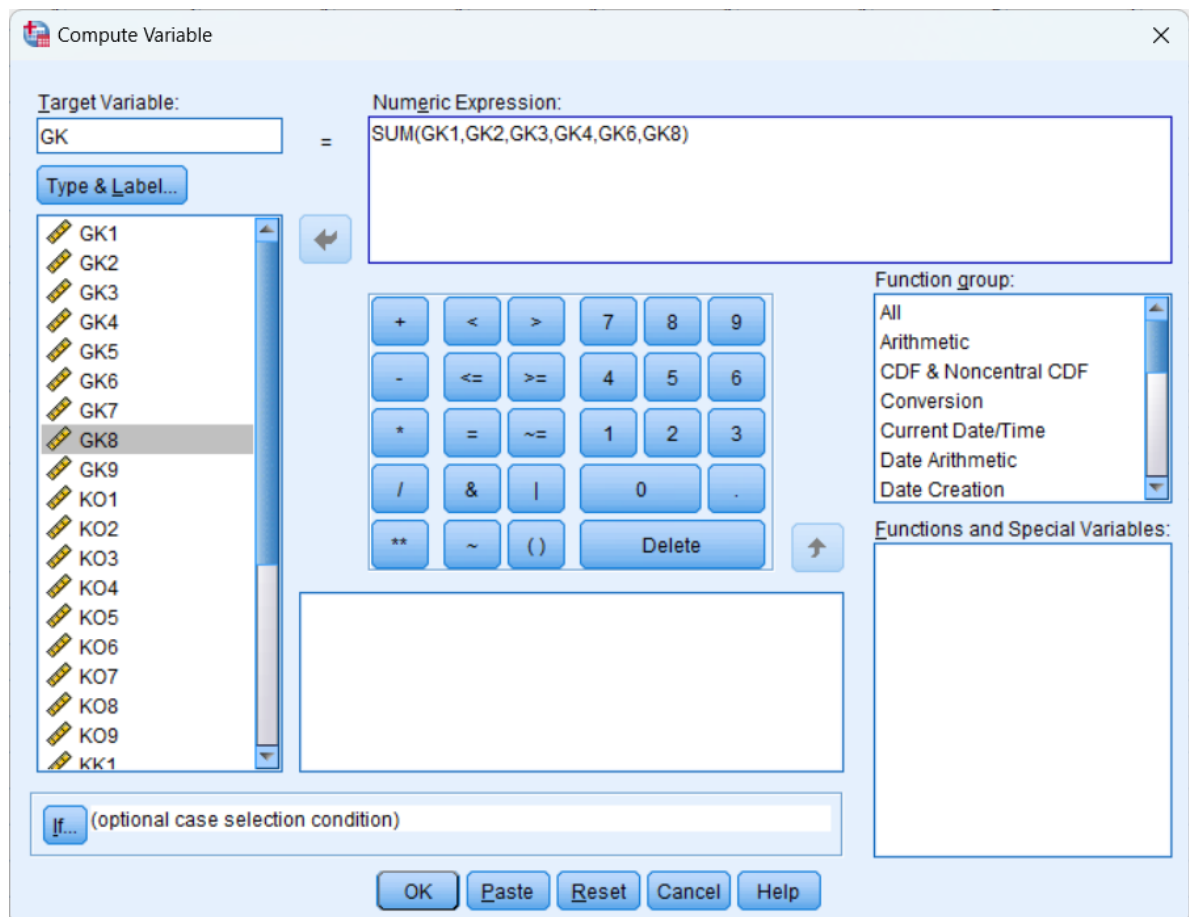 Compute Variable
Target Variable:
GK
=
Numeric Expression:
SUM(GK1,GK2,GK3,GK4,GK6,GK8)
Type & Label...
GK1
GK2
GK3
GK4
GK5
GK6
GK7
GK8
GK9
KO1
KO2
KO3
KO4
KO5
KO6
KO7
KO8
KO9
KK1
+ < > 7 8 9
- <= >= 4 5 6
* = ~= 1 2 3
/ & | 0 .
** ~ ( ) Delete
Function group:
All
Arithmetic
CDF & Noncentral CDF
Conversion
Current Date/Time
Date Arithmetic
Date Creation
Functions and Special Variables:
If... (optional case selection condition)
OK Paste Reset Cancel Help